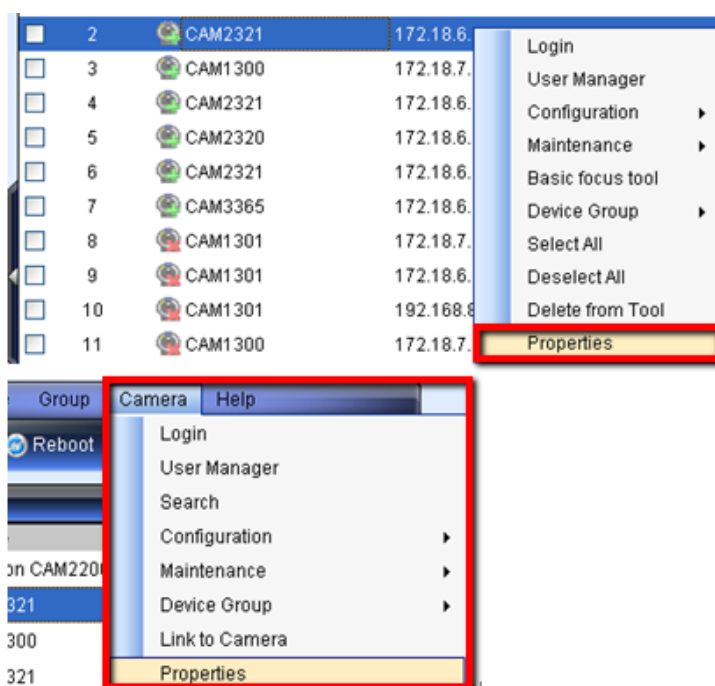 2 CAM2321 172.18.6.
3 CAM1300 172.18.7.
4 CAM2321 172.18.6.
5 CAM2320 172.18.6.
6 CAM2321 172.18.6.
7 CAM3365 172.18.6.
8 CAM1301 172.18.7.
9 CAM1301 172.18.6.
10 CAM1301 192.168.8
11 CAM1300 172.18.7.
Login
User Manager
Configuration
Maintenance
Basic focus tool
Device Group
Select All
Deselect All
Delete from Tool
Properties
Group Camera Help
Reboot
on CAM2200
321
300
321
Login
User Manager
Search
Configuration
Maintenance
Device Group
Link to Camera
Properties